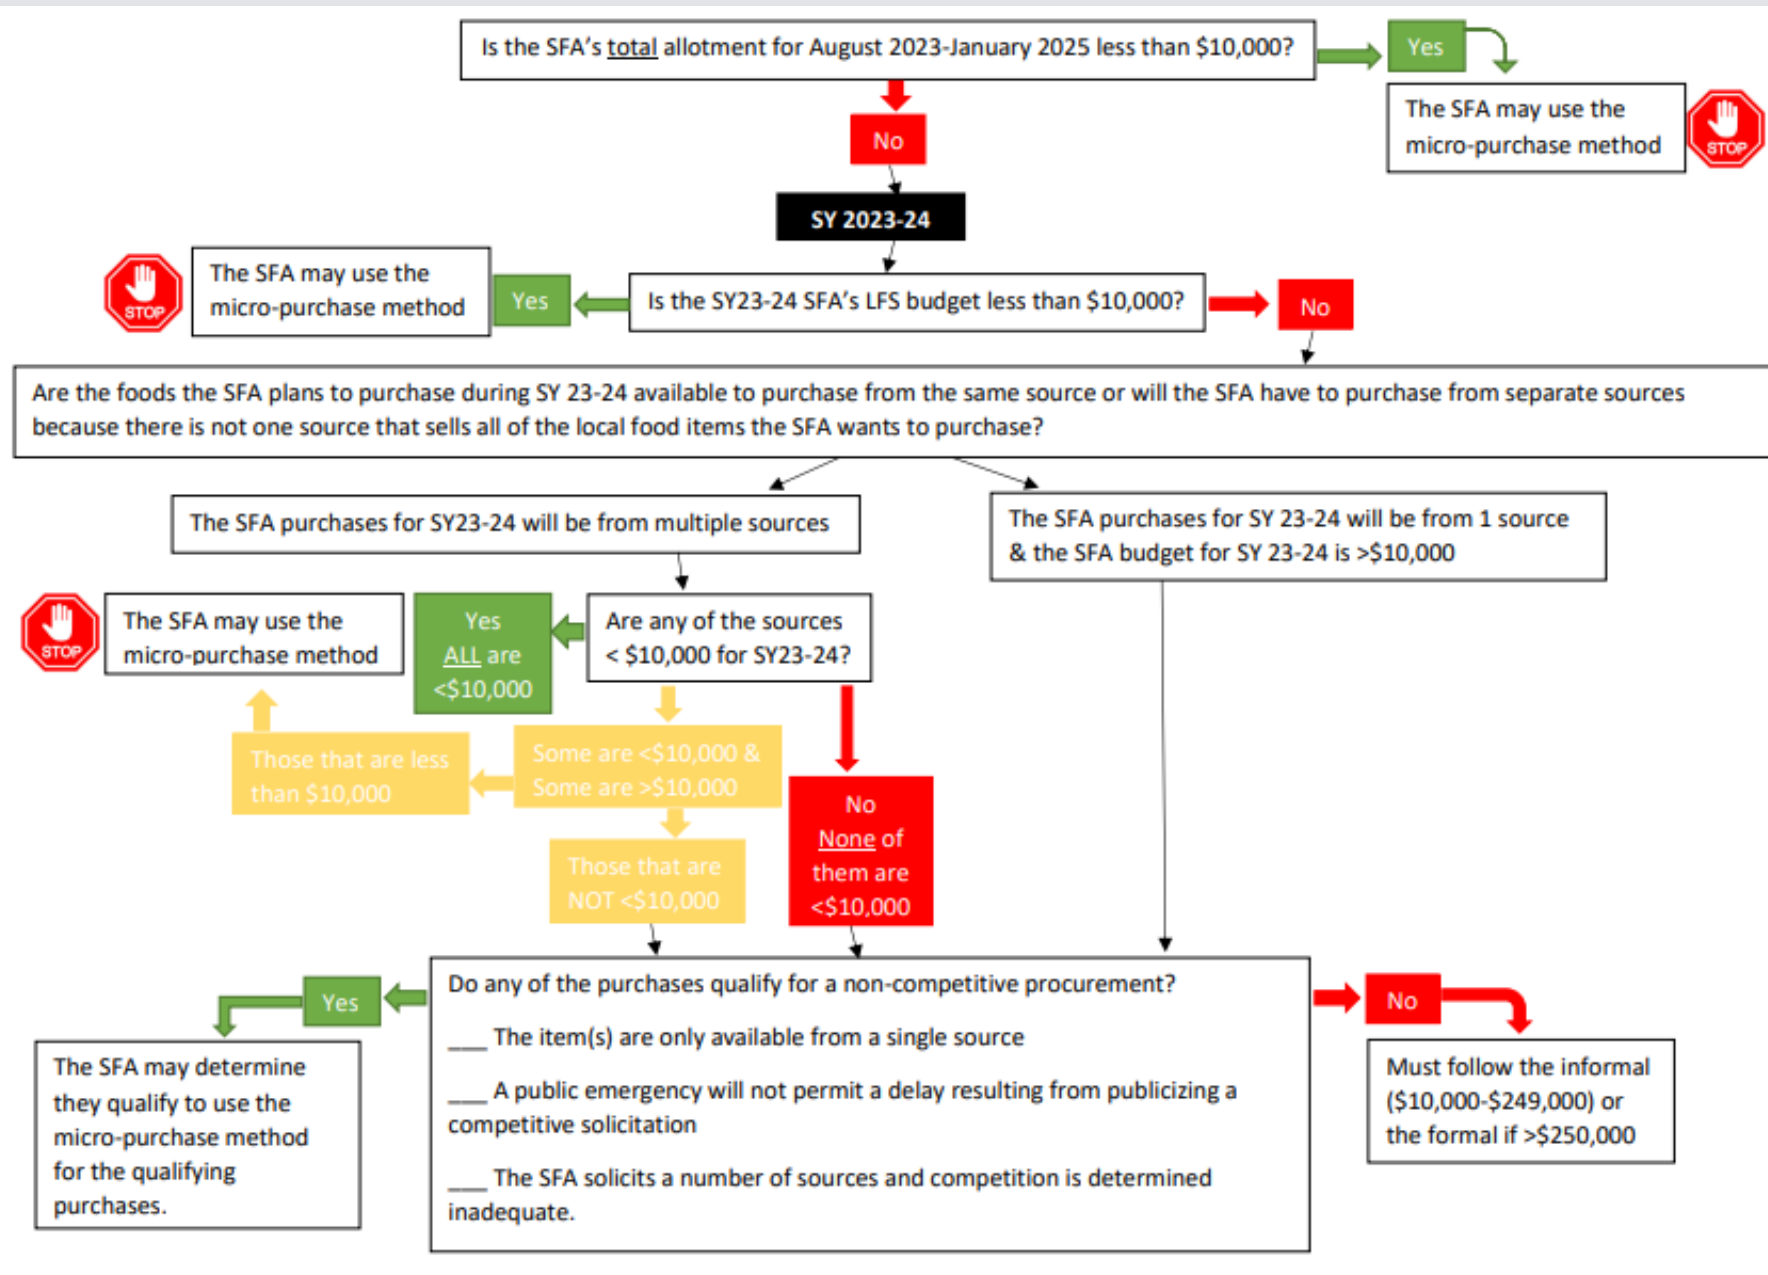 Is the SFA's total allotment for August 2023-January 2025 less than $10,000?
Yes
The SFA may use the
micro-purchase method
STOP
No
SY 2023-24
STOP
The SFA may use the
micro-purchase method
Yes
Is the SY23-24 SFA's LFS budget less than $10,000?
No
Are the foods the SFA plans to purchase during SY 23-24 available to purchase from the same source or will the SFA have to purchase from separate sources
because there is not one source that sells all of the local food items the SFA wants to purchase?
The SFA purchases for SY23-24 will be from multiple sources
The SFA purchases for SY 23-24 will be from 1 source
& the SFA budget for SY 23-24 is >$10,000
STOP
The SFA may use the
micro-purchase method
Yes
ALL are
<$10,000
Are any of the sources
< $10,000 for SY23-24?
Those that are less
than $10,000
Some are <$10,000 &
Some are >$10,000
No
None of
them are
<$10,000
Those that are
NOT <$10,000
Yes
Do any of the purchases qualify for a non-competitive procurement?
___ The item(s) are only available from a single source
___ A public emergency will not permit a delay resulting from publicizing a
competitive solicitation
___ The SFA solicits a number of sources and competition is determined
inadequate.
No
The SFA may determine
they qualify to use the
micro-purchase method
for the qualifying
purchases.
Must follow the informal
($10,000-$249,000) or
the formal if >$250,000